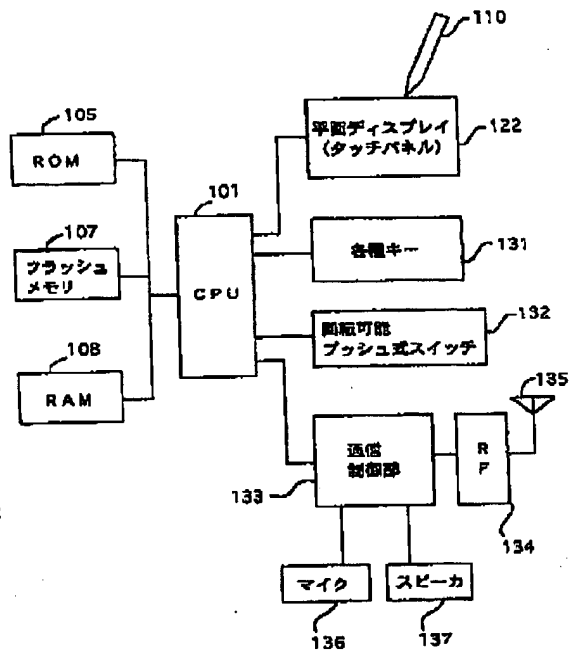 110
105
ROM
平面ディスプレイ
(タッチパネル)
122
101
107
フラッシュ
メモリ
CPU
各種キー
131
108
RAM
回転可能
プッシュ式スイッチ
132
135
通信
制御部
133
RF
134
マイク
136
スピーカ
137